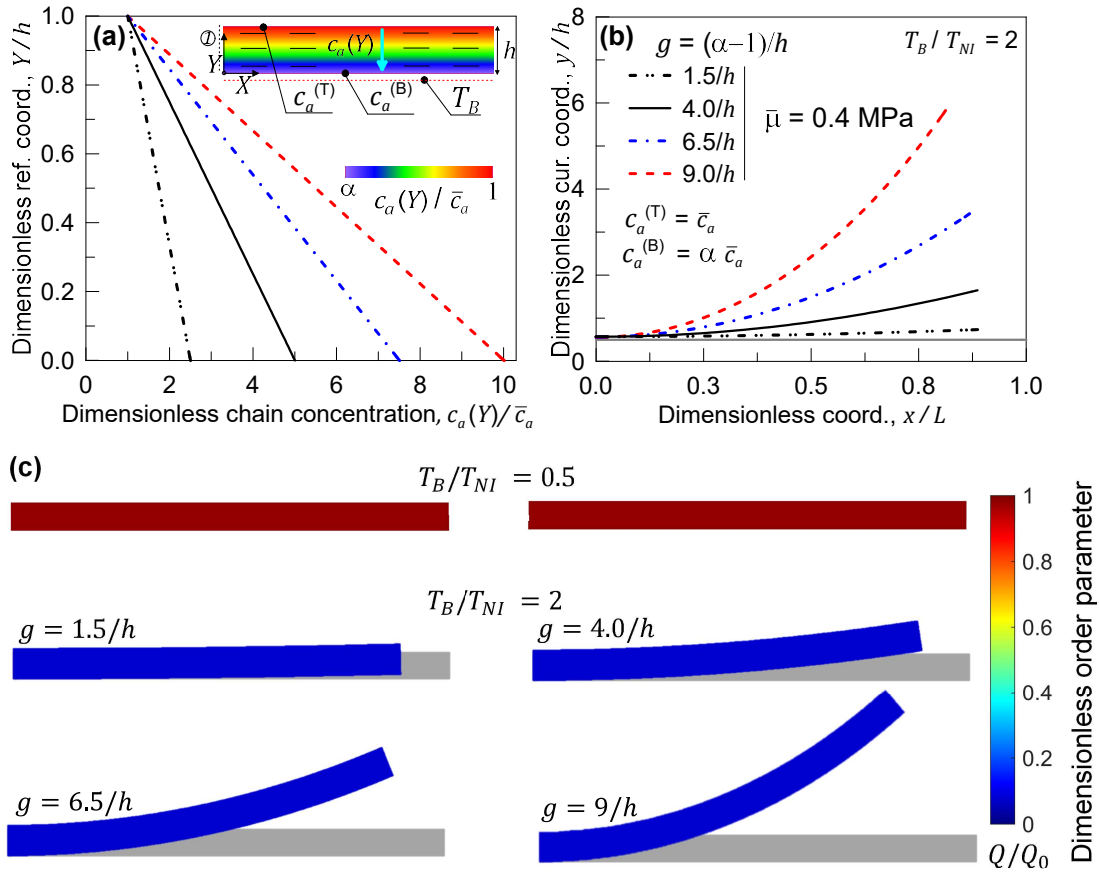 (a)
Dimensionless ref. coord., Y/h
1.0
0.8
0.6
0.4
0.2
0.0
0 2 4 6 8 10
Dimensionless chain concentration, c_a(Y)/c̄_a
① Y X
c_a(Y)
h
c_a^(T) c_a^(B) T_B
α 1
c_a(Y) / c̄_a
(b)
Dimensionless cur. coord., y/h
8
6
4
2
0
0.0 0.3 0.5 0.8 1.0
Dimensionless coord., x/L
g = (α−1)/h
T_B / T_NI = 2
1.5/h
4.0/h
6.5/h
9.0/h
μ̄ = 0.4 MPa
c_a^(T) = c̄_a
c_a^(B) = α c̄_a
(c)
T_B/T_NI = 0.5
T_B/T_NI = 2
g = 1.5/h
g = 4.0/h
g = 6.5/h
g = 9/h
1
0.8
0.6
0.4
0.2
0
Q/Q_0
Dimensionless order parameter